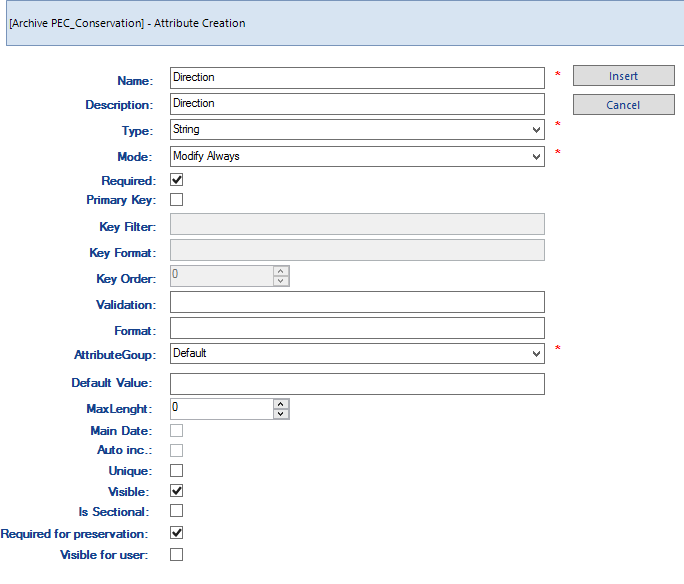 [Archive PEC_Conservation] - Attribute Creation
Name: Direction * Insert
Description: Direction Cancel
Type: String *
Mode: Modify Always *
Required:
Primary Key:
Key Filter:
Key Format:
Key Order: 0
Validation:
Format:
AttributeGoup: Default *
Default Value:
MaxLenght: 0
Main Date:
Auto inc.:
Unique:
Visible:
Is Sectional:
Required for preservation:
Visible for user: